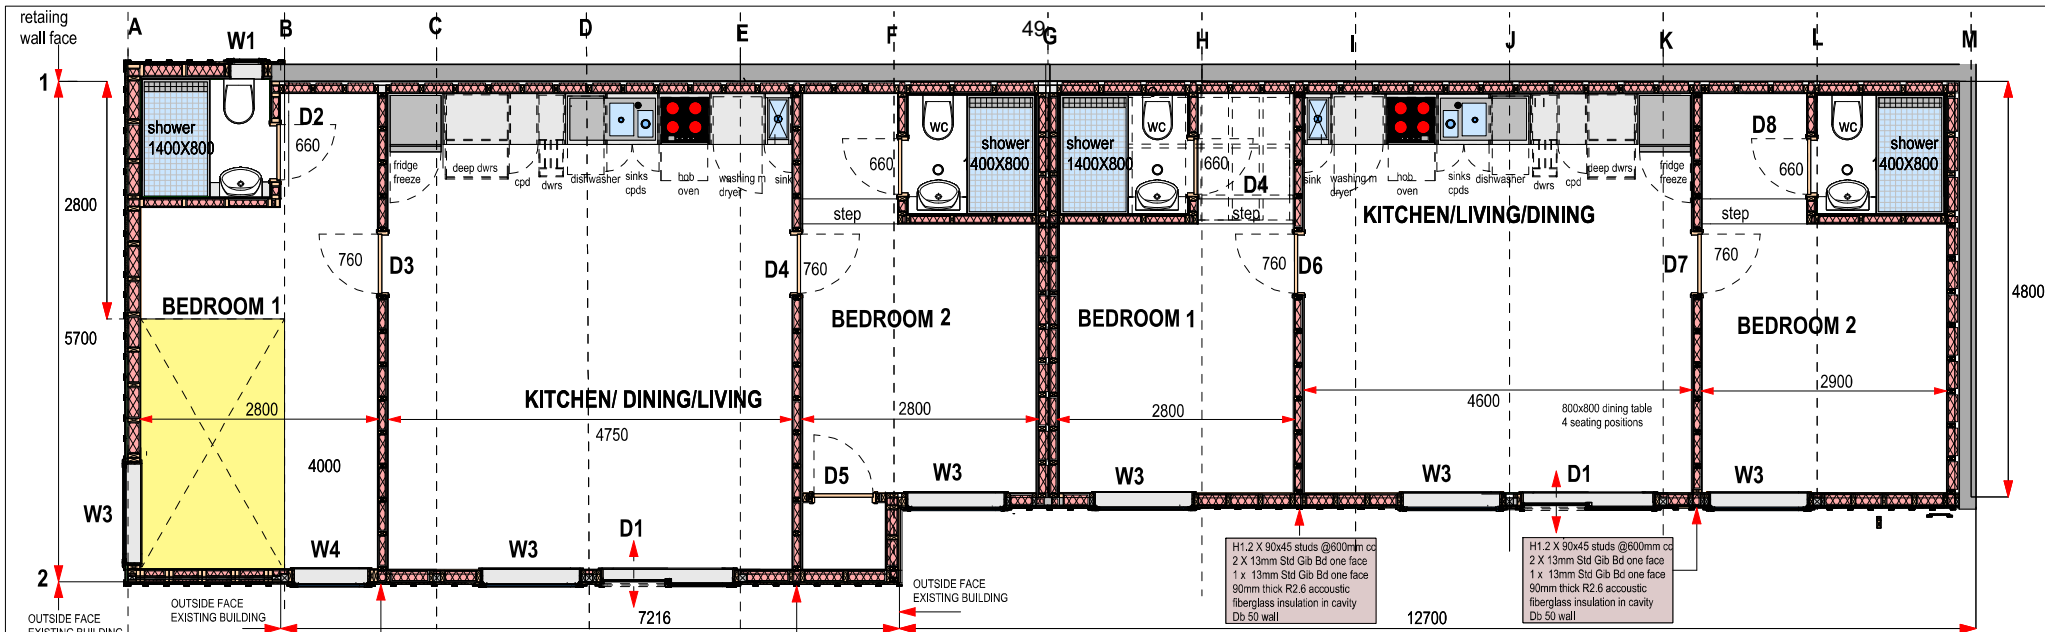 retaiing
wall face
A
B
C
D
E
F
49
G
H
I
J
K
L
M
W1
1
D2
660
shower
1400X800
2800
5700
fridge
freeze
deep dwrs
cpd
dwrs
dishwasher
sinks
cpds
hob
oven
washing m
dryer
sink
660
wc
shower
1400X800
step
shower
1400X800
wc
660
D4
step
sink
washing m
dryer
hob
oven
sinks
cpds
dishwasher
dwrs
cpd
deep dwrs
fridge
freeze
D8
660
wc
shower
1400X800
step
KITCHEN/LIVING/DINING
760
D3
D4
760
760
D6
D7
760
4800
BEDROOM 1
BEDROOM 2
BEDROOM 1
BEDROOM 2
KITCHEN/ DINING/LIVING
2800
4750
2800
2800
4600
2900
800x800 dining table
4 seating positions
4000
D5
W3
W3
W3
D1
W3
W3
W4
W3
D1
2
H1.2 X 90x45 studs @600mm cc
2 X 13mm Std Gib Bd one face
1 x 13mm Std Gib Bd one face
90mm thick R2.6 accoustic
fiberglass insulation in cavity
Db 50 wall
H1.2 X 90x45 studs @600mm cc
2 X 13mm Std Gib Bd one face
1 x 13mm Std Gib Bd one face
90mm thick R2.6 accoustic
fiberglass insulation in cavity
Db 50 wall
OUTSIDE FACE
EXISTING BUILDING
OUTSIDE FACE
EXISTING BUILDING
OUTSIDE FACE
EXISTING BUILDING
7216
12700